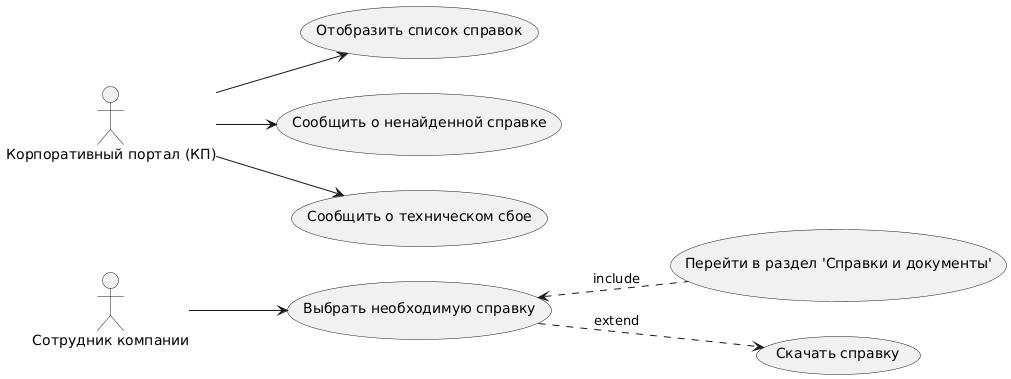 Отобразить список справок
Сообщить о ненайденной справке
Корпоративный портал (КП)
Сообщить о техническом сбое
Перейти в раздел 'Справки и документы'
include
Выбрать необходимую справку
extend
Сотрудник компании
Скачать справку